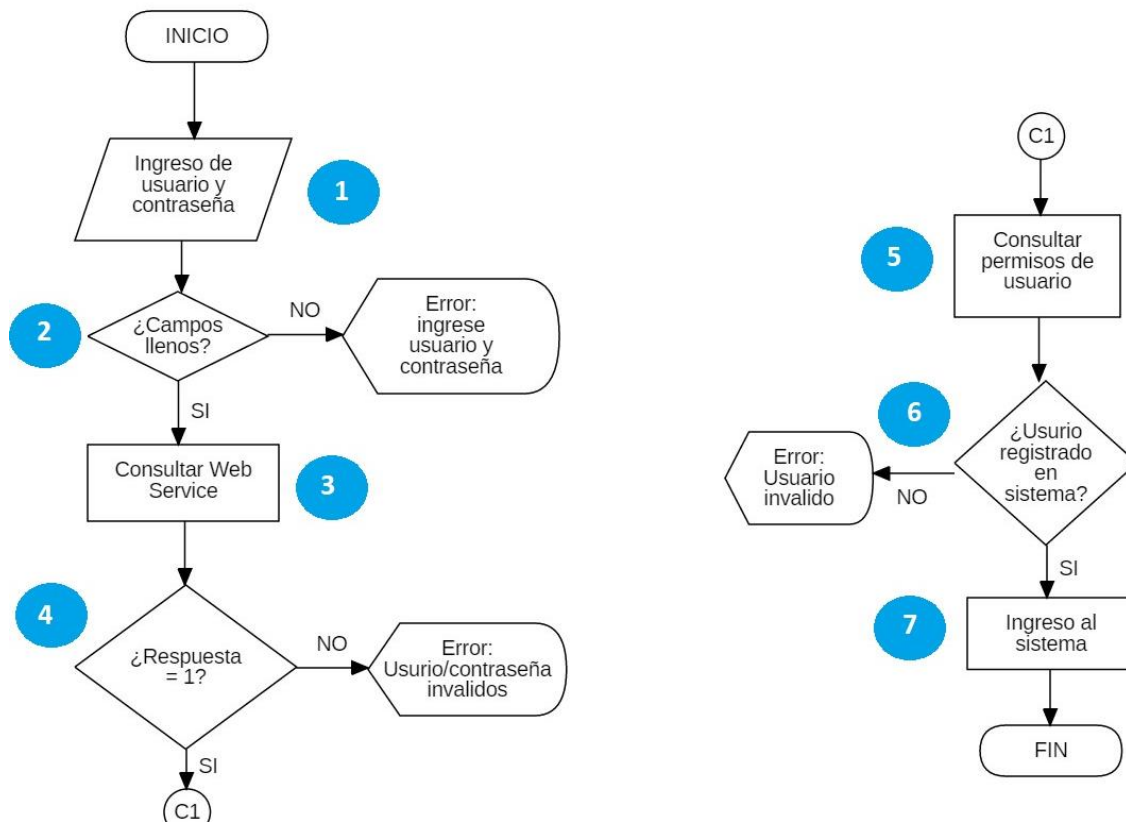 INICIO
Ingreso de
usuario y
contraseña
1
2
¿Campos
llenos?
NO
Error:
ingrese
usuario y
contraseña
SI
Consultar Web
Service
3
4
¿Respuesta
= 1?
NO
Error:
Usurio/contraseña
invalidos
SI
C1
C1
5
Consultar
permisos de
usuario
6
¿Usurio
registrado
en
sistema?
NO
Error:
Usuario
invalido
SI
7
Ingreso al
sistema
FIN